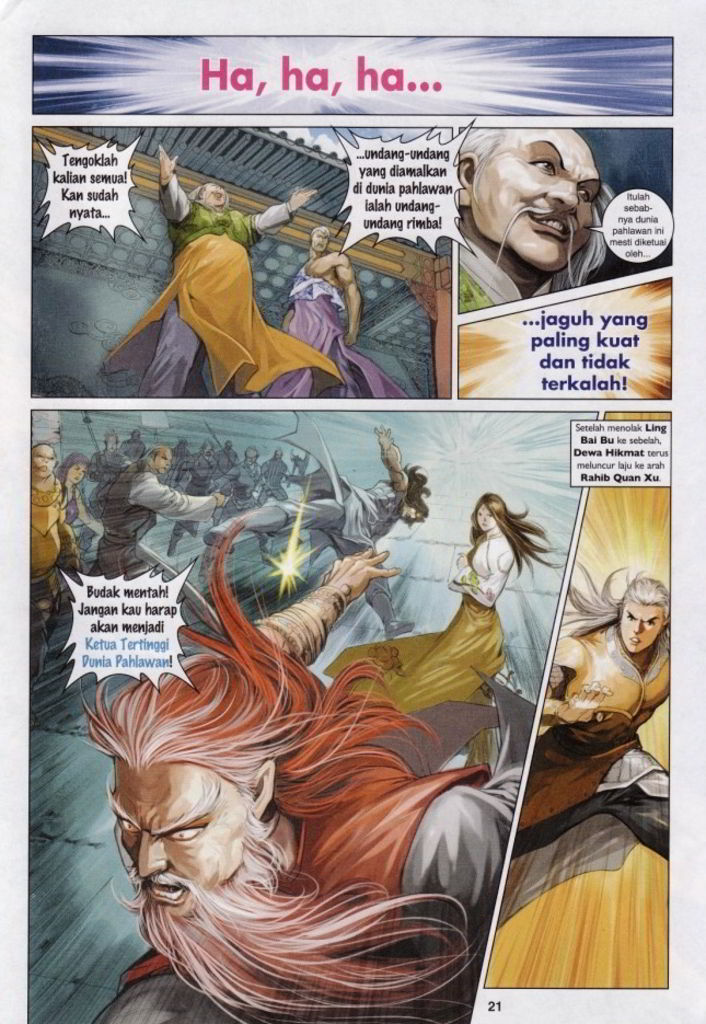 Ha, ha, ha...
Tengoklah
kalian semua!
Kan sudah
nyata...
...undang-undang
yang diamalkan
di dunia pahlawan
ialah undang-
undang rimba!
Itulah
sebab-
nya dunia
pahlawan ini
mesti diketuai
oleh...
...jaguh yang
paling kuat
dan tidak
terkalah!
Setelah menolak Ling
Bai Bu ke sebelah,
Dewa Hikmat terus
meluncur laju ke arah
Rahib Quan Xu.
Budak mentah!
Jangan kau harap
akan menjadi
Ketua Tertinggi
Dunia Pahlawan!
21